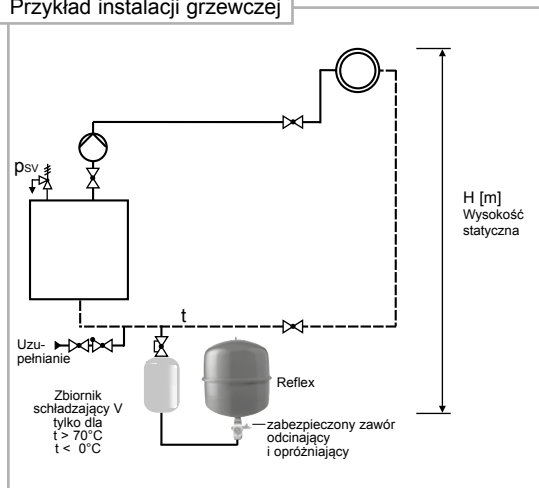 Przykład instalacji grzewczej
pSV
H [m]
Wysokość
statyczna
t
Uzu-
pełnianie
Reflex
Zbiornik
schładzający V
tylko dla
t > 70°C
t < 0°C
zabezpieczony zawór
odcinający
i opróżniający